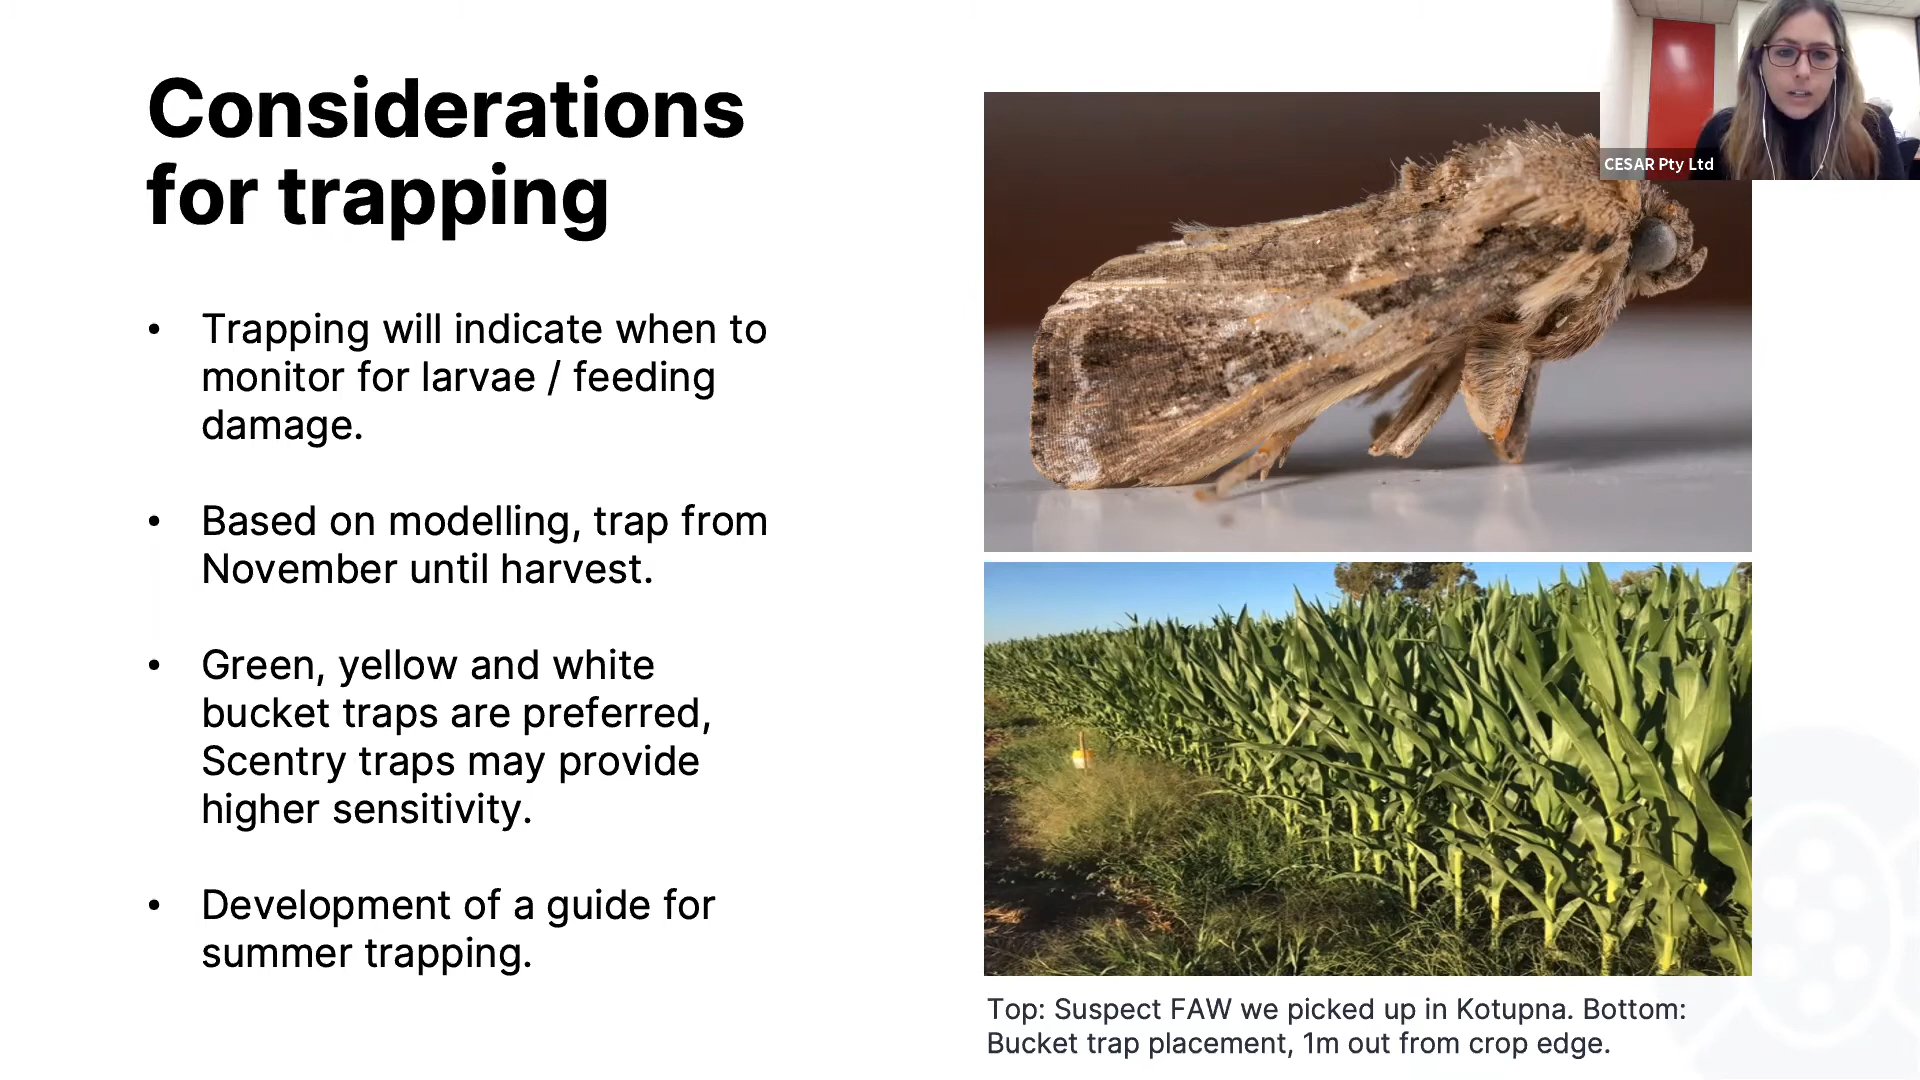 Considerations
for trapping
• Trapping will indicate when to
monitor for larvae / feeding
damage.
• Based on modelling, trap from
November until harvest.
• Green, yellow and white
bucket traps are preferred,
Scentry traps may provide
higher sensitivity.
• Development of a guide for
summer trapping.
CESAR Pty Ltd
Top: Suspect FAW we picked up in Kotupna. Bottom:
Bucket trap placement, 1m out from crop edge.